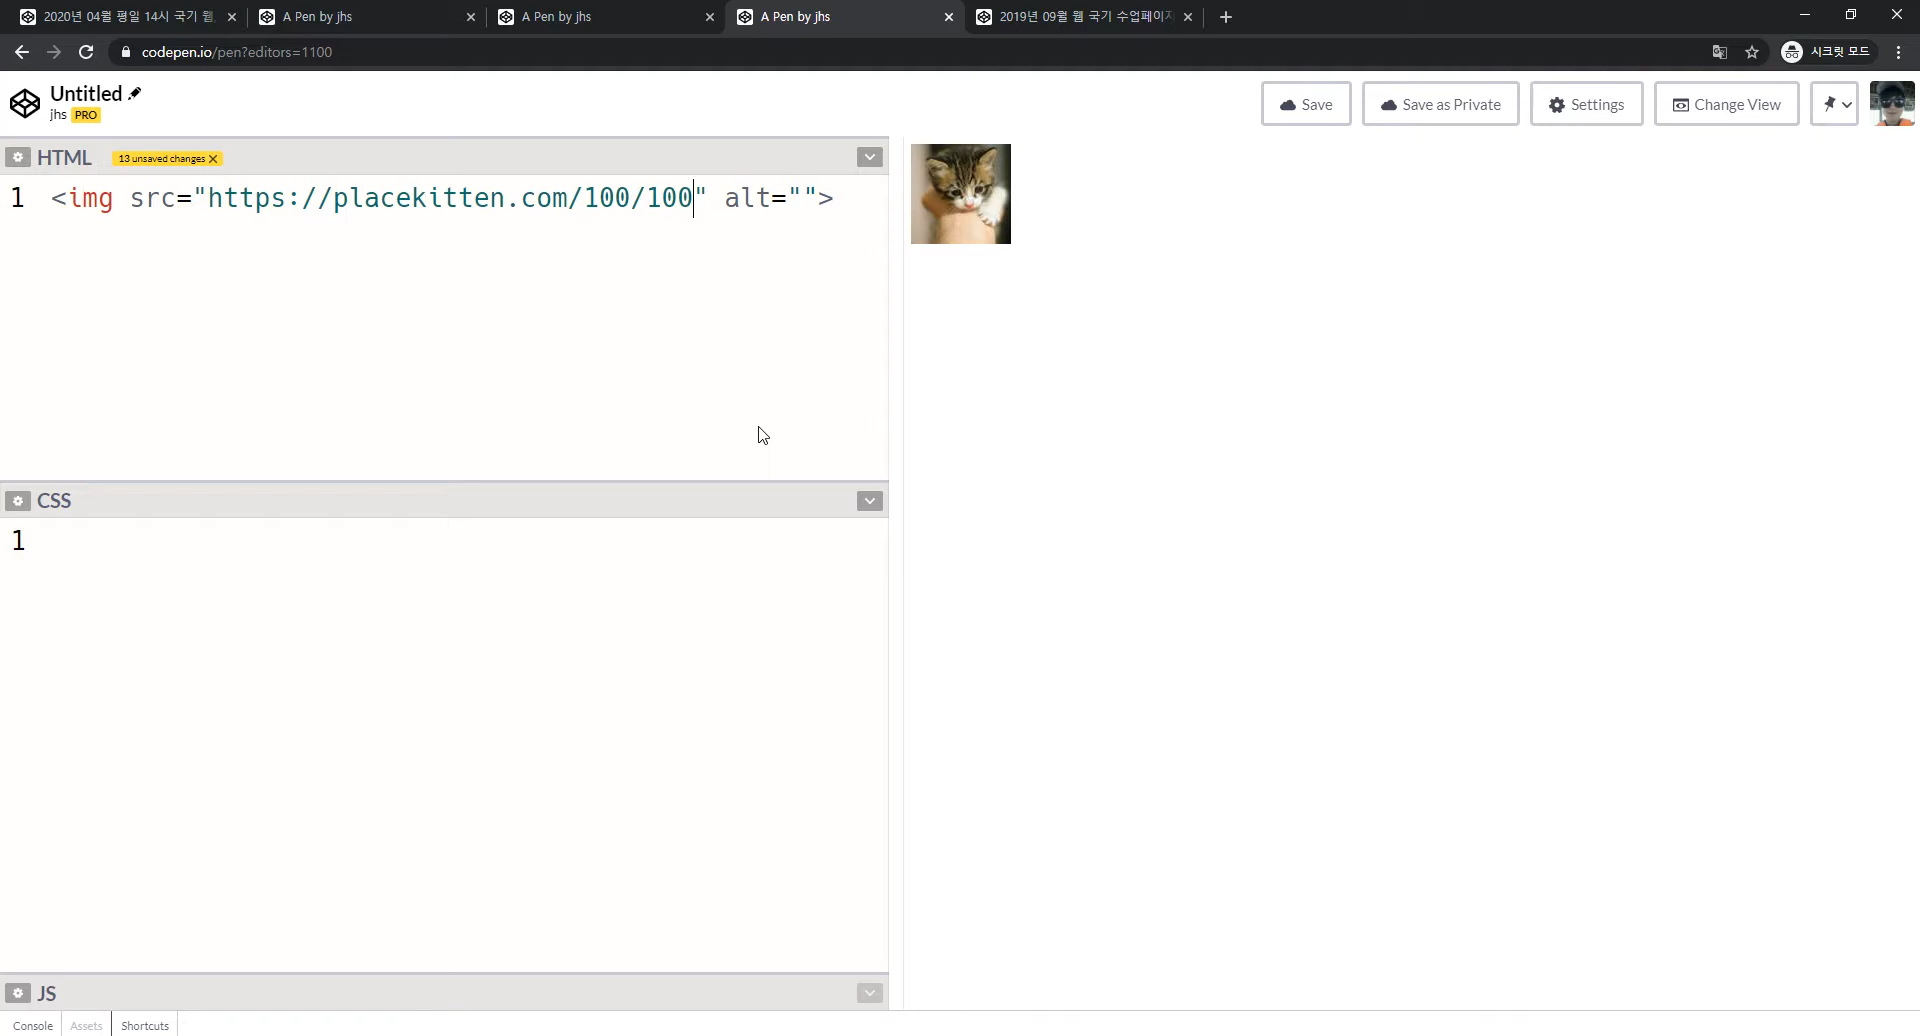 2020년 04월 평일 14시 국기 웹
A Pen by jhs
A Pen by jhs
A Pen by jhs
2019년 09월 웹 국기 수업페이지
codepen.io/pen?editors=1100
시크릿 모드
Untitled
jhs PRO
Save
Save as Private
Settings
Change View
HTML 13 unsaved changes
1 <img src="https://placekitten.com/100/100" alt="">
CSS
1
JS
Console Assets Shortcuts